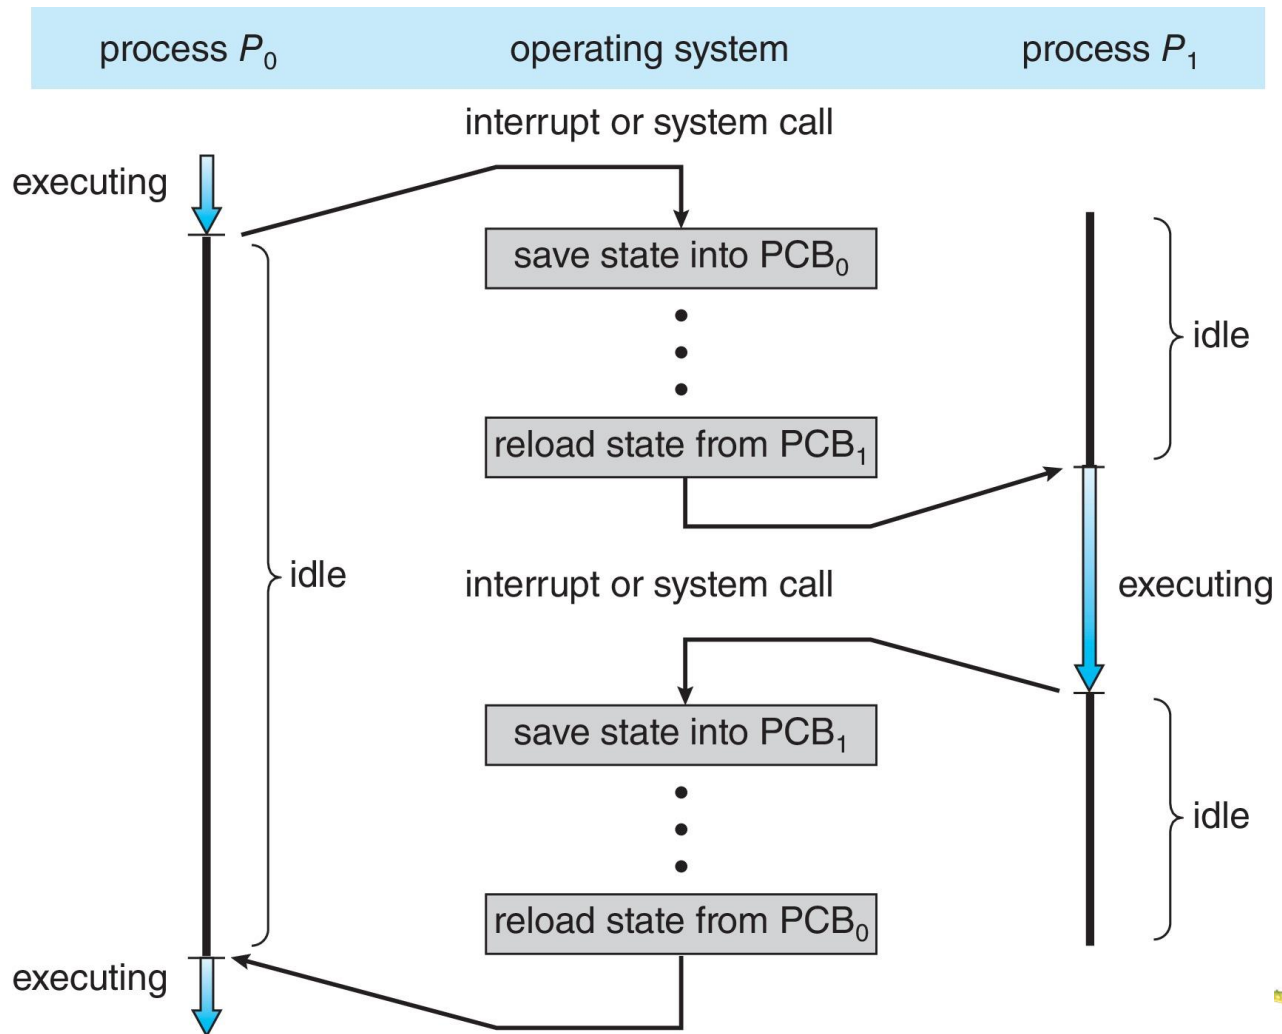 process P0 operating system process P1
interrupt or system call
executing
save state into PCB0
idle
reload state from PCB1
idle
interrupt or system call
executing
save state into PCB1
idle
reload state from PCB0
executing